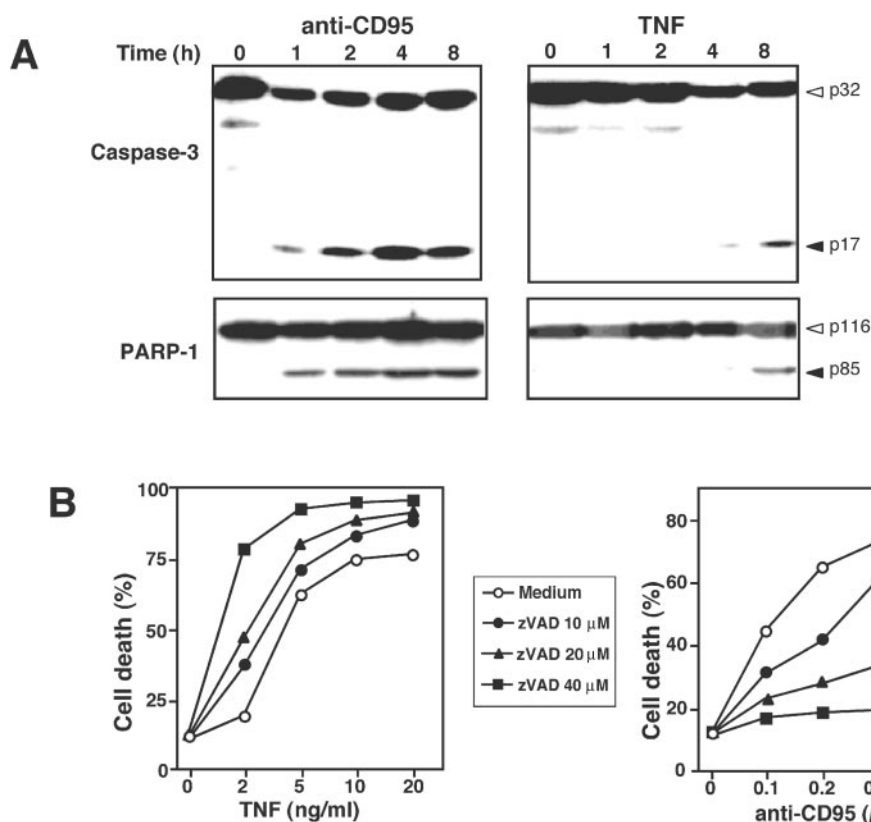 A
anti-CD95
TNF
Time (h) 0 1 2 4 8
0 1 2 4 8
Caspase-3
p32
p17
PARP-1
p116
p85
B
100
75
50
25
0
Cell death (%)
0 2 5 10 20
TNF (ng/ml)
Medium
zVAD 10 μM
zVAD 20 μM
zVAD 40 μM
80
60
40
20
0
Cell death (%)
0 0.1 0.2
anti-CD95